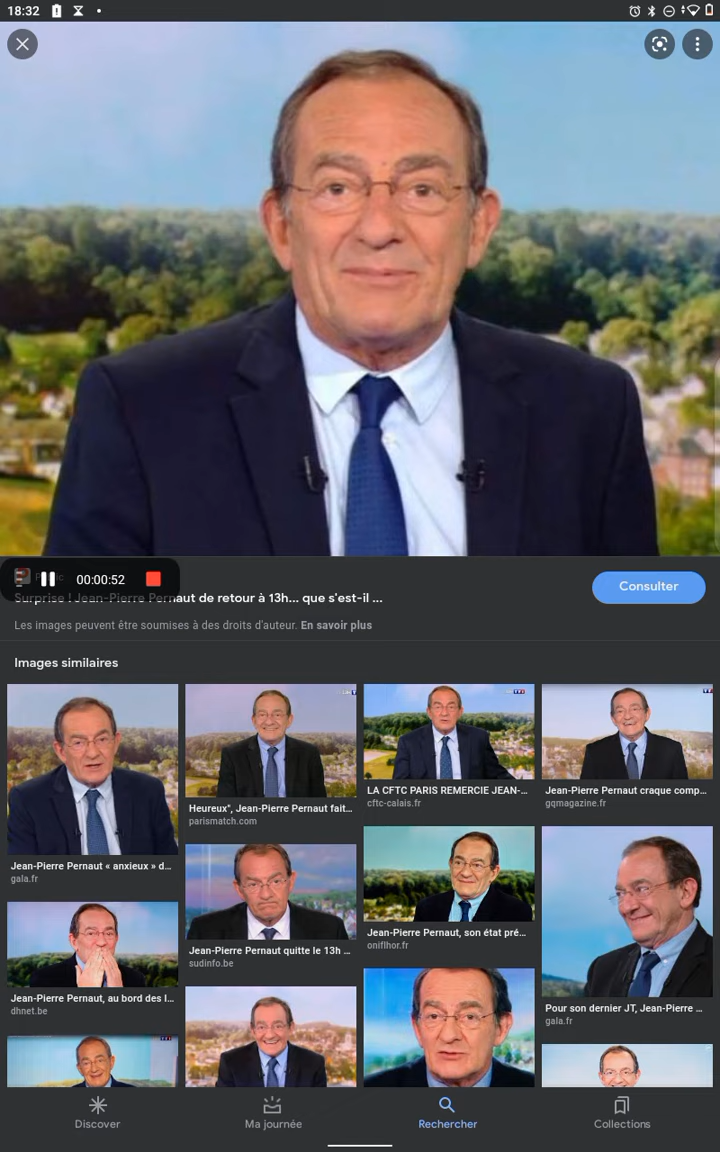 18:32
00:00:52
Surprise ! Jean-Pierre Pernaut de retour à 13h... que s'est-il ...
Consulter
Les images peuvent être soumises à des droits d'auteur. En savoir plus
Images similaires
Jean-Pierre Pernaut « anxieux » d...
gala.fr
Heureux", Jean-Pierre Pernaut fait...
parismatch.com
LA CFTC PARIS REMERCIE JEAN-...
cftc-calais.fr
Jean-Pierre Pernaut craque comp...
gqmagazine.fr
Jean-Pierre Pernaut, au bord des l...
dhnet.be
Jean-Pierre Pernaut quitte le 13h ...
sudinfo.be
Jean-Pierre Pernaut, son état pré...
oniflhor.fr
Pour son dernier JT, Jean-Pierre ...
gala.fr
Discover
Ma journée
Rechercher
Collections